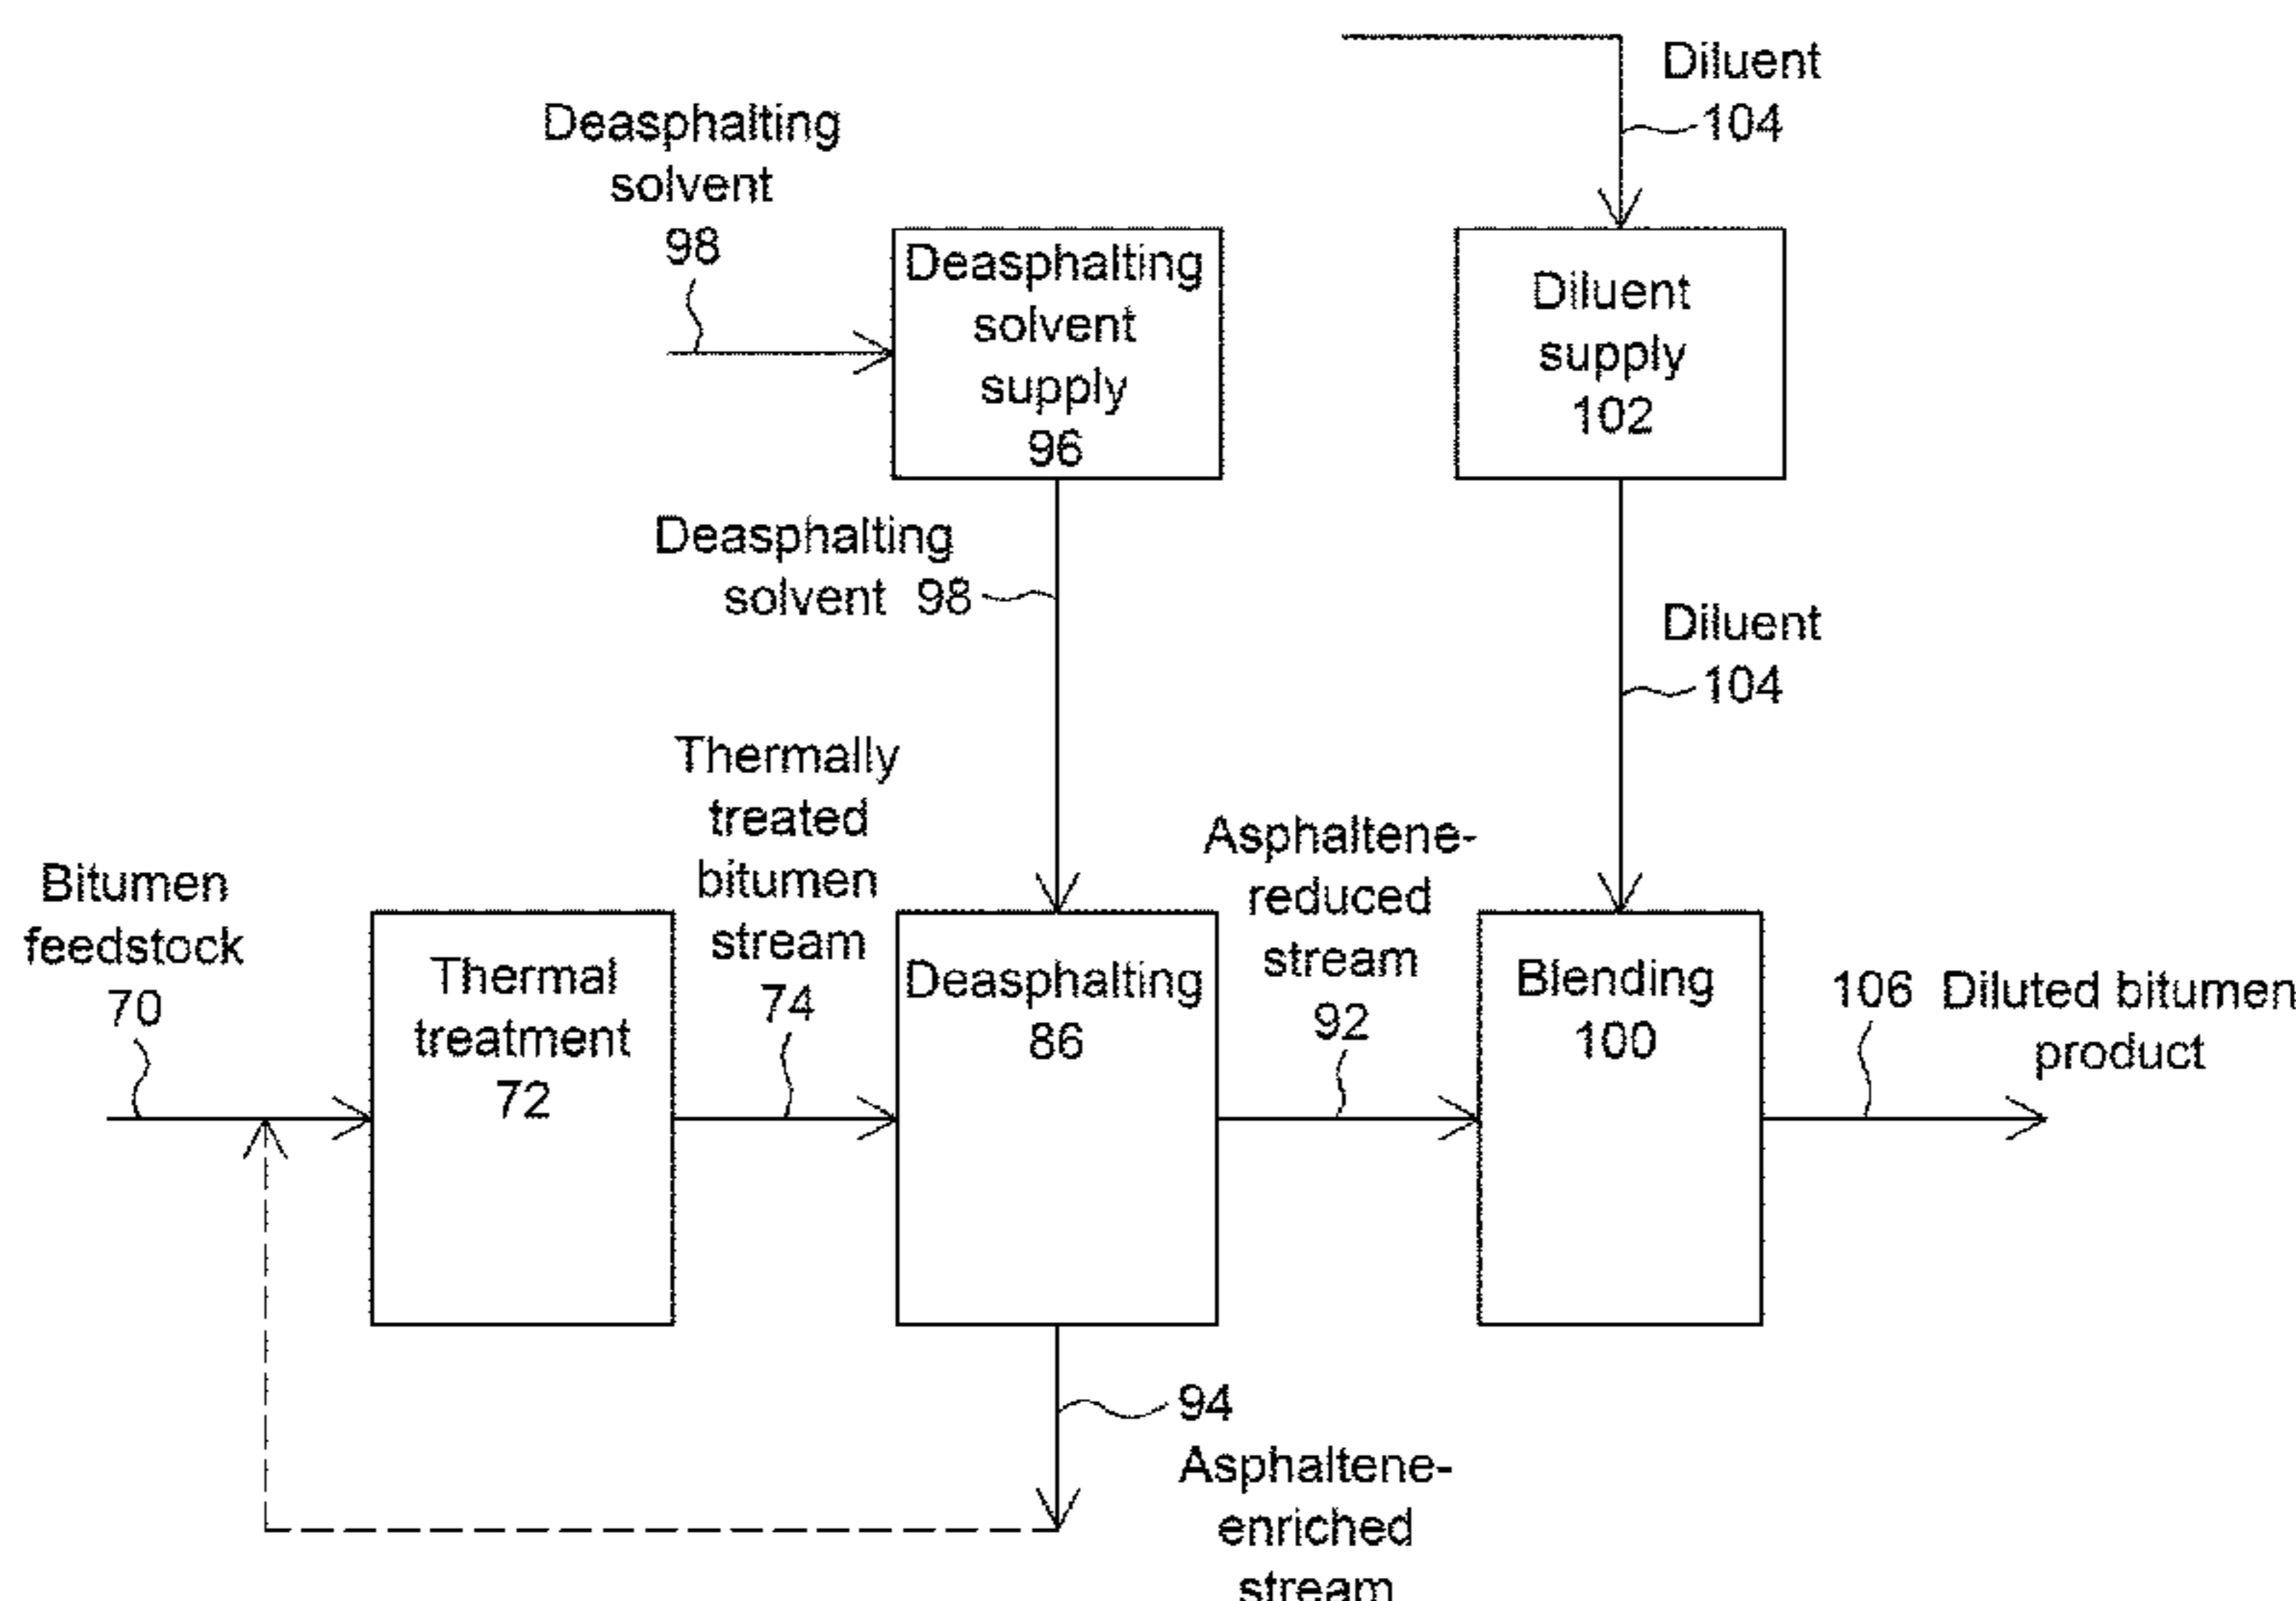 Diluent
104
Deasphalting
solvent
98
Deasphalting
solvent
supply
96
Diluent
supply
102
Deasphalting
solvent 98
Diluent
104
Thermally
treated
bitumen
stream
74
Asphaltene-
reduced
stream
92
Bitumen
feedstock
70
Thermal
treatment
72
Deasphalting
86
Blending
100
106 Diluted bitumen
product
94
Asphaltene-
enriched
stream